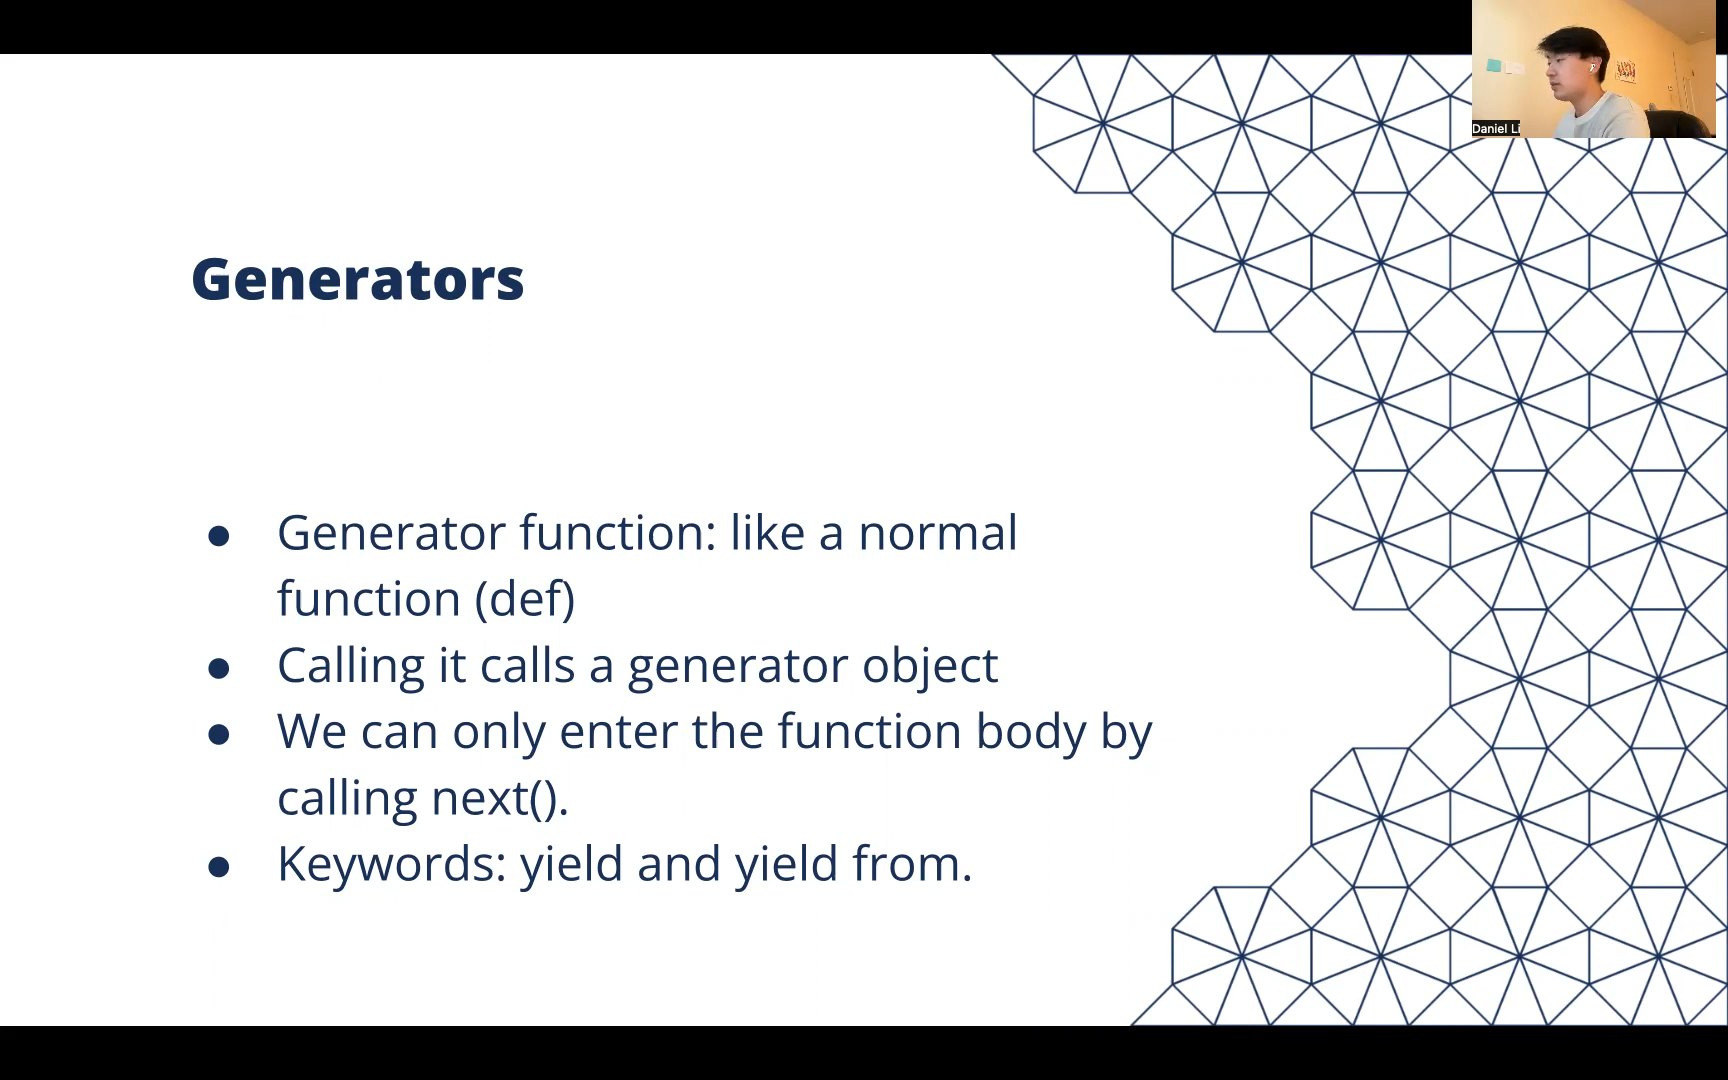 Daniel Li
Generators
● Generator function: like a normal
function (def)
● Calling it calls a generator object
● We can only enter the function body by
calling next().
● Keywords: yield and yield from.